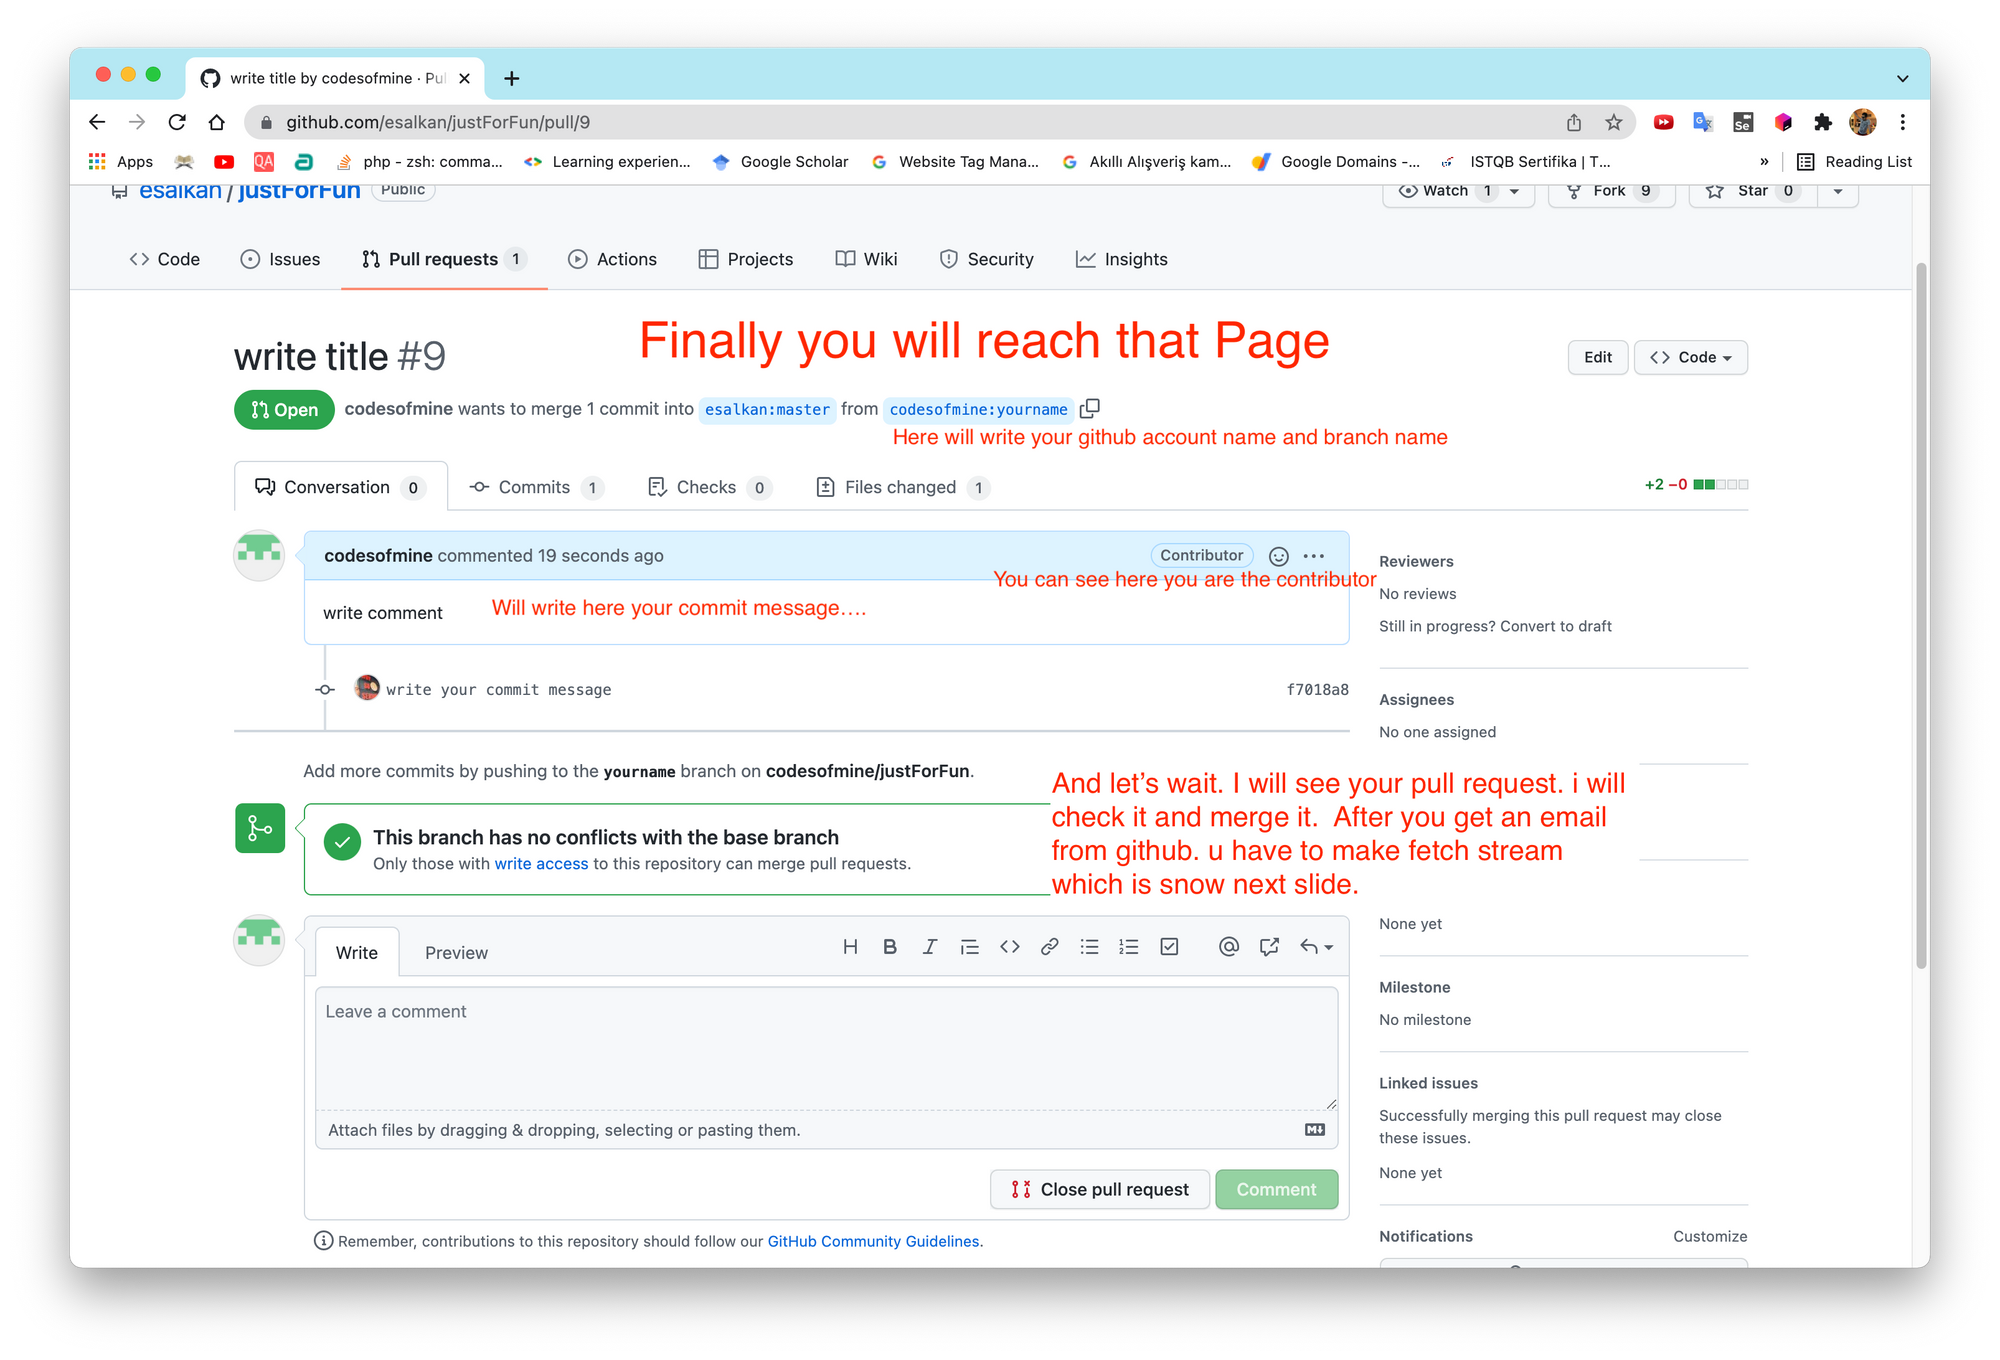 write title by codesofmine · Pul
github.com/esalkan/justForFun/pull/9
Apps
QA
php - zsh: comma...
Learning experien...
Google Scholar
Website Tag Mana...
Akıllı Alışveriş kam...
Google Domains -...
ISTQB Sertifika | T...
»
Reading List
esalkan / justForFun Public
Watch 1
Fork 9
Star 0
Code
Issues
Pull requests 1
Actions
Projects
Wiki
Security
Insights
Finally you will reach that Page
write title #9
Edit
Code
Open codesofmine wants to merge 1 commit into esalkan:master from codesofmine:yourname
Here will write your github account name and branch name
Conversation 0
Commits 1
Checks 0
Files changed 1
+2 −0
codesofmine commented 19 seconds ago
Contributor
You can see here you are the contributor
write comment
Will write here your commit message....
write your commit message
f7018a8
Reviewers
No reviews
Still in progress? Convert to draft
Assignees
No one assigned
Add more commits by pushing to the yourname branch on codesofmine/justForFun.
And let's wait. I will see your pull request. i will
check it and merge it. After you get an email
from github. u have to make fetch stream
which is snow next slide.
This branch has no conflicts with the base branch
Only those with write access to this repository can merge pull requests.
None yet
Write
Preview
Leave a comment
Attach files by dragging & dropping, selecting or pasting them.
Close pull request
Comment
Remember, contributions to this repository should follow our GitHub Community Guidelines.
Milestone
No milestone
Linked issues
Successfully merging this pull request may close
these issues.
None yet
Notifications
Customize